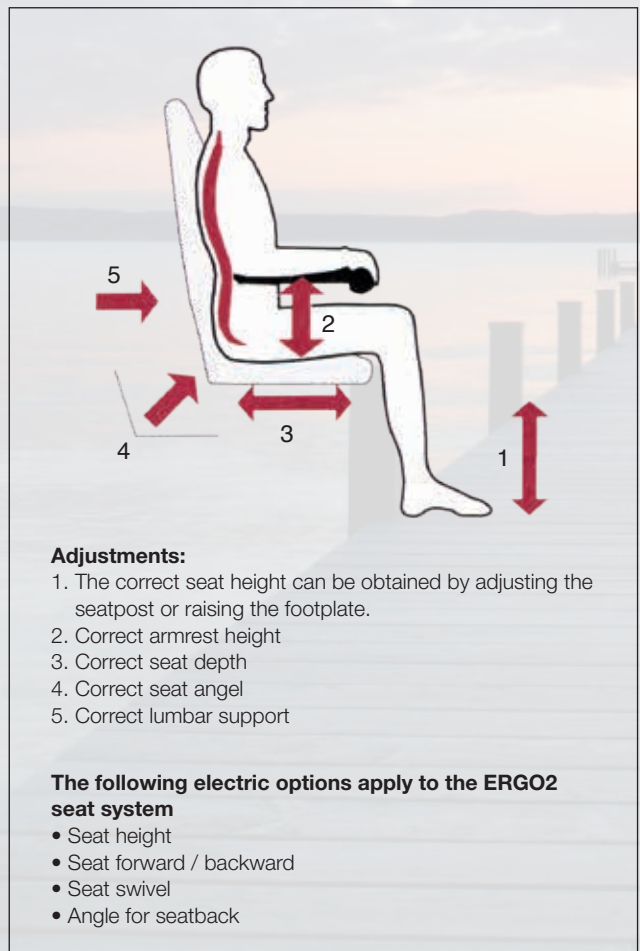 5
2
3
4
1
Adjustments:
1. The correct seat height can be obtained by adjusting the
seatpost or raising the footplate.
2. Correct armrest height
3. Correct seat depth
4. Correct seat angel
5. Correct lumbar support
The following electric options apply to the ERGO2
seat system
• Seat height
• Seat forward / backward
• Seat swivel
• Angle for seatback